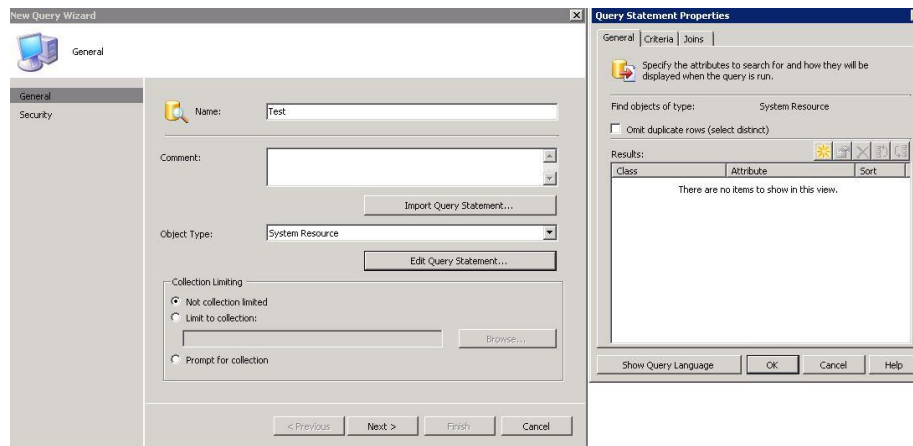 New Query Wizard
General
General
Security
Name:
Test
Comment:
Import Query Statement...
Object Type:
System Resource
Edit Query Statement...
Collection Limiting
Not collection limited
Limit to collection:
Browse...
Prompt for collection
< Previous
Next >
Finish
Cancel
Query Statement Properties
General
Criteria
Joins
Specify the attributes to search for and how they will be
displayed when the query is run.
Find objects of type:
System Resource
Omit duplicate rows (select distinct)
Results:
Class
Attribute
Sort
There are no items to show in this view.
Show Query Language
OK
Cancel
Help